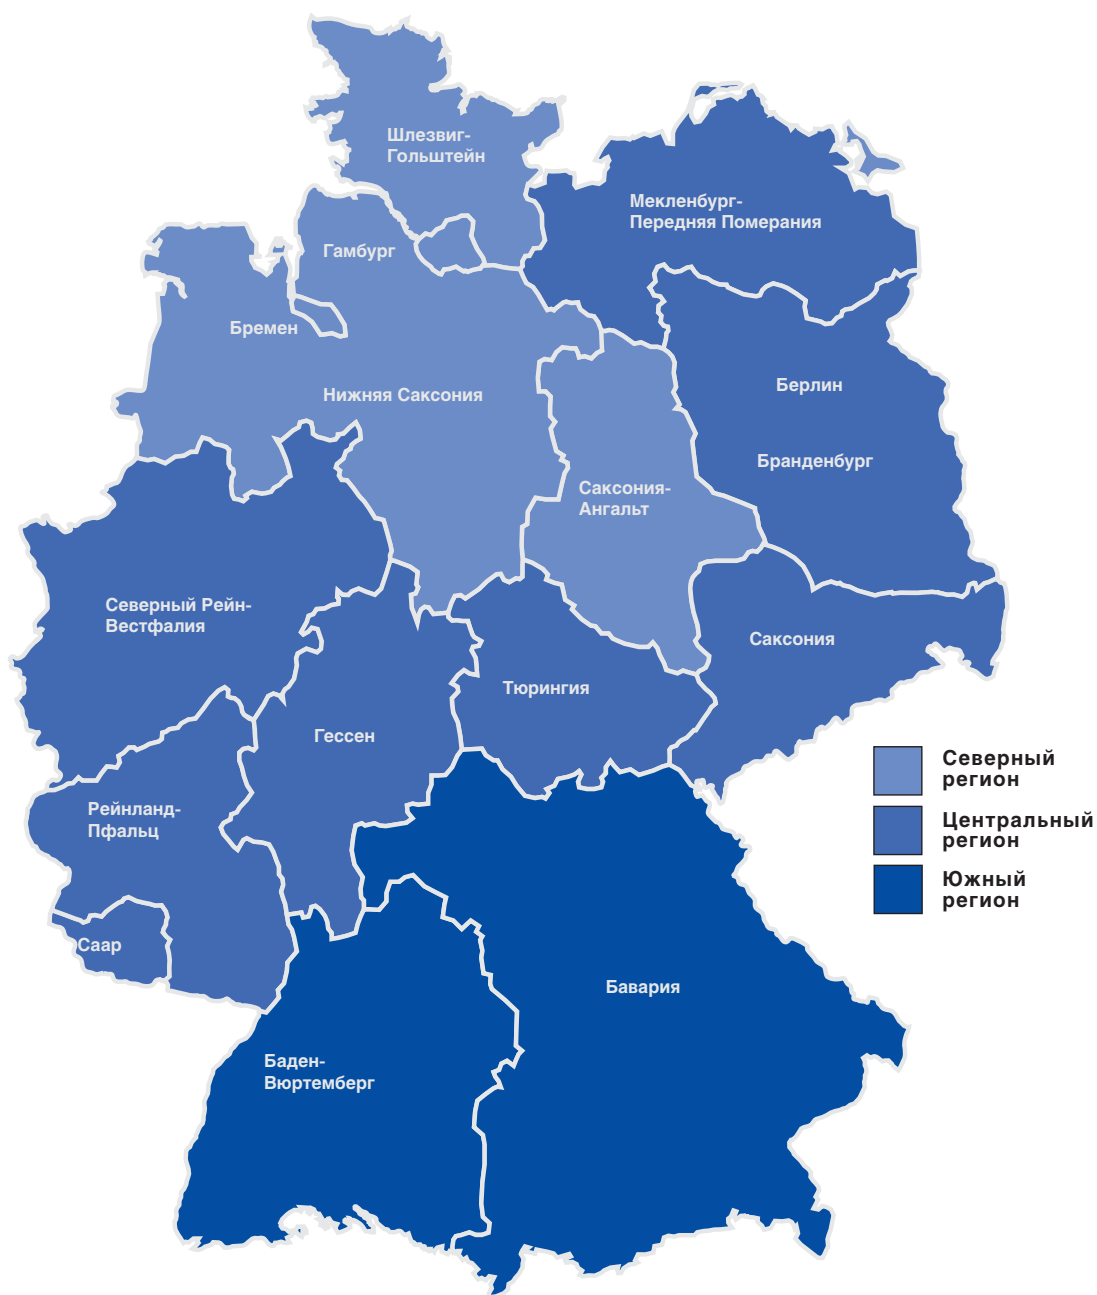 Шлезвиг-
Гольштейн
Мекленбург-
Передняя Померания
Гамбург
Бремен
Нижняя Саксония
Берлин
Бранденбург
Саксония-
Ангальт
Северный Рейн-
Вестфалия
Саксония
Тюрингия
Гессен
Рейнланд-
Пфальц
Саар
Бавария
Баден-
Вюртемберг
Северный
регион
Центральный
регион
Южный
регион